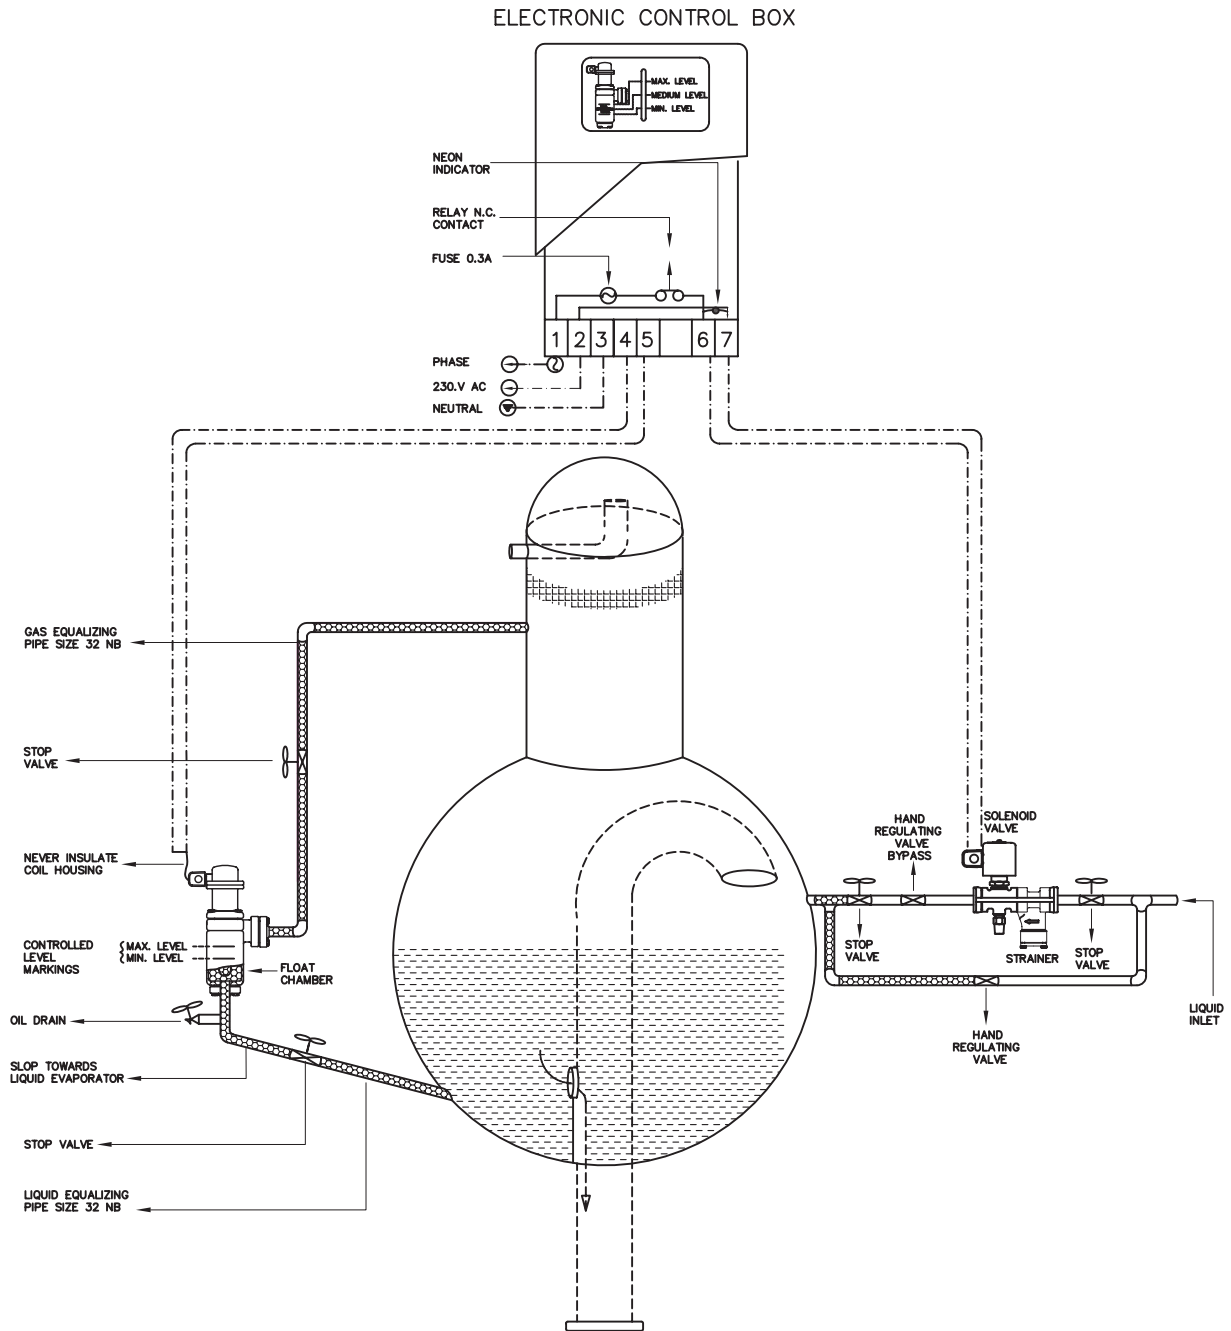 ELECTRONIC CONTROL BOX
MAX. LEVEL
MEDIUM LEVEL
MIN. LEVEL
NEON
INDICATOR
RELAY N.C.
CONTACT
FUSE 0.3A
1 2 3 4 5 6 7
PHASE
230.V AC
NEUTRAL
GAS EQUALIZING
PIPE SIZE 32 NB
STOP
VALVE
NEVER INSULATE
COIL HOUSING
CONTROLLED
LEVEL
MARKINGS
MAX. LEVEL
MIN. LEVEL
FLOAT
CHAMBER
OIL DRAIN
SLOP TOWARDS
LIQUID EVAPORATOR
STOP VALVE
LIQUID EQUALIZING
PIPE SIZE 32 NB
HAND
REGULATING
VALVE
BYPASS
SOLENOID
VALVE
STOP
VALVE
STRAINER
STOP
VALVE
HAND
REGULATING
VALVE
LIQUID
INLET